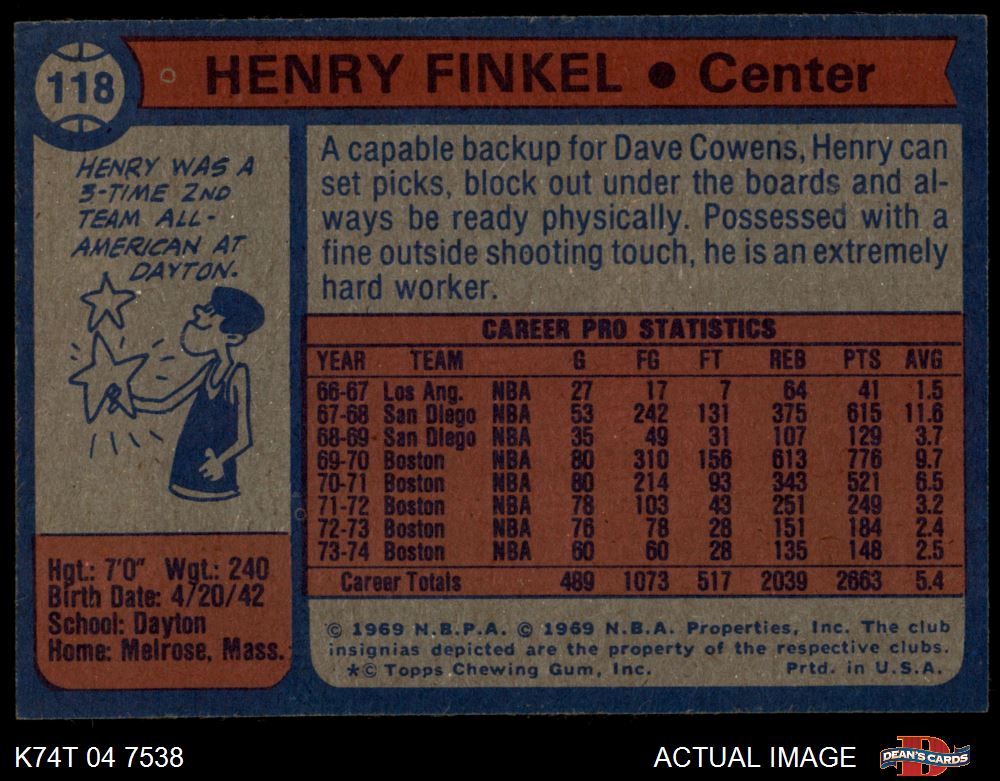 118
HENRY FINKEL ● Center
HENRY WAS A
3-TIME 2ND
TEAM ALL-
AMERICAN AT
DAYTON.
A capable backup for Dave Cowens, Henry can
set picks, block out under the boards and al-
ways be ready physically. Possessed with a
fine outside shooting touch, he is an extremely
hard worker.
CAREER PRO STATISTICS
YEAR TEAM G FG FT REB PTS AVG
66-67 Los Ang. NBA 27 17 7 64 41 1.5
67-68 San Diego NBA 53 242 131 375 615 11.6
68-69 San Diego NBA 35 49 31 107 129 3.7
69-70 Boston NBA 80 310 156 613 776 9.7
70-71 Boston NBA 80 214 93 343 521 6.5
71-72 Boston NBA 78 103 43 251 249 3.2
72-73 Boston NBA 76 78 28 151 184 2.4
73-74 Boston NBA 60 60 28 135 148 2.5
Career Totals 489 1073 517 2039 2663 5.4
Hgt.: 7'0" Wgt.: 240
Birth Date: 4/20/42
School: Dayton
Home: Melrose, Mass.
© 1969 N.B.P.A. © 1969 N.B.A. Properties, Inc. The club
insignias depicted are the property of the respective clubs.
*© Topps Chewing Gum, Inc. Prtd. in U.S.A.
K74T 04 7538 ACTUAL IMAGE D DEAN'S CARDS